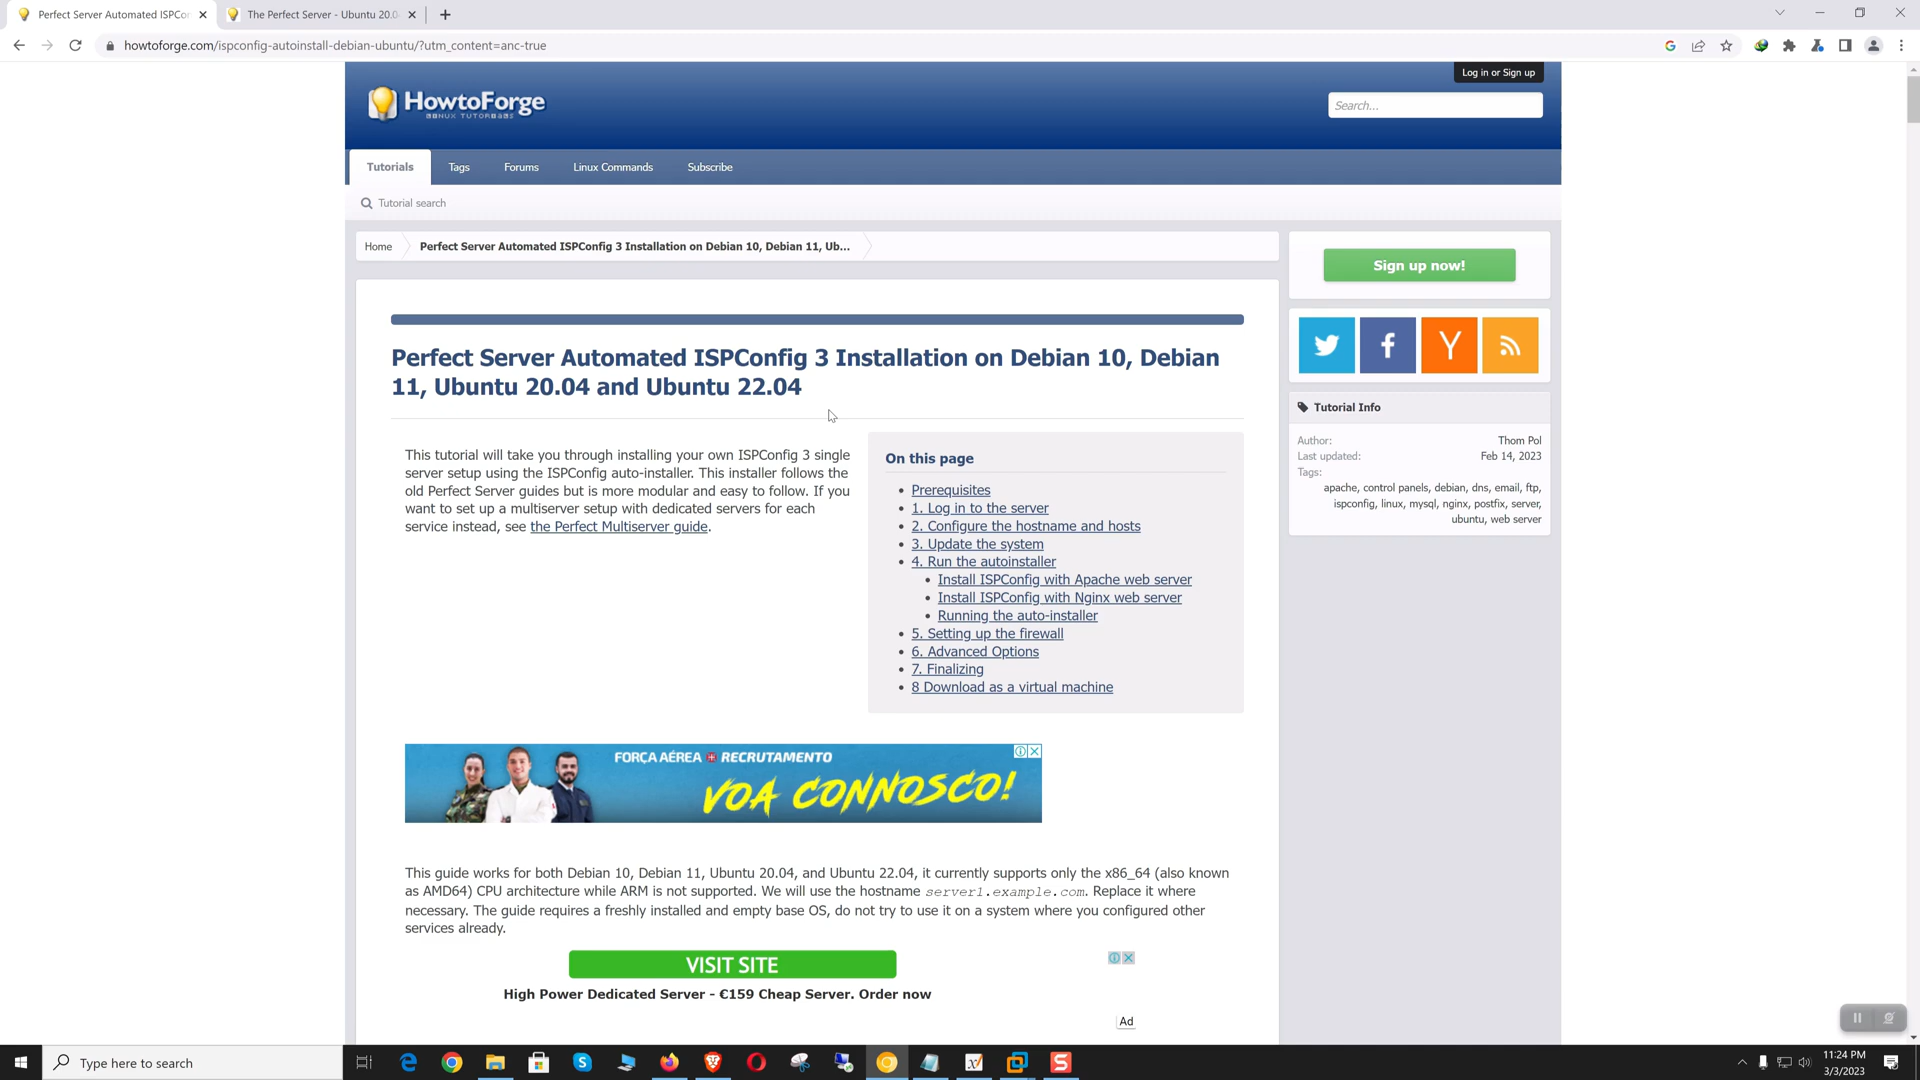 Perfect Server Automated ISPCon
The Perfect Server - Ubuntu 20.0
howtoforge.com/ispconfig-autoinstall-debian-ubuntu/?utm_content=anc-true
Log in or Sign up
HowtoForge
LINUX TUTORIALS
Search...
Tutorials
Tags
Forums
Linux Commands
Subscribe
Tutorial search
Home
Perfect Server Automated ISPConfig 3 Installation on Debian 10, Debian 11, Ub...
Sign up now!
Perfect Server Automated ISPConfig 3 Installation on Debian 10, Debian
11, Ubuntu 20.04 and Ubuntu 22.04
This tutorial will take you through installing your own ISPConfig 3 single
server setup using the ISPConfig auto-installer. This installer follows the
old Perfect Server guides but is more modular and easy to follow. If you
want to set up a multiserver setup with dedicated servers for each
service instead, see the Perfect Multiserver guide.
On this page
• Prerequisites
• 1. Log in to the server
• 2. Configure the hostname and hosts
• 3. Update the system
• 4. Run the autoinstaller
• Install ISPConfig with Apache web server
• Install ISPConfig with Nginx web server
• Running the auto-installer
• 5. Setting up the firewall
• 6. Advanced Options
• 7. Finalizing
• 8 Download as a virtual machine
Tutorial Info
Author: Thom Pol
Last updated: Feb 14, 2023
Tags:
apache, control panels, debian, dns, email, ftp,
ispconfig, linux, mysql, nginx, postfix, server,
ubuntu, web server
FORÇA AÉREA RECRUTAMENTO
VOA CONNOSCO!
This guide works for both Debian 10, Debian 11, Ubuntu 20.04, and Ubuntu 22.04, it currently supports only the x86_64 (also known
as AMD64) CPU architecture while ARM is not supported. We will use the hostname server1.example.com. Replace it where
necessary. The guide requires a freshly installed and empty base OS, do not try to use it on a system where you configured other
services already.
VISIT SITE
High Power Dedicated Server - €159 Cheap Server. Order now
Ad
Type here to search
11:24 PM
3/3/2023